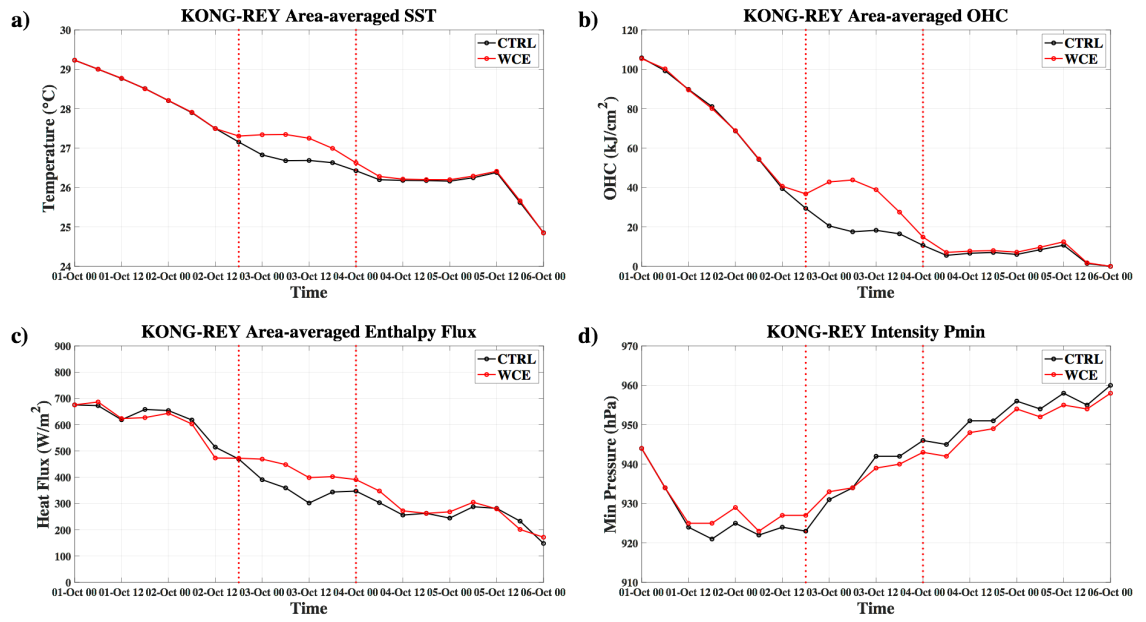 a)
KONG-REY Area-averaged SST
30
29
28
27
26
25
24
Temperature (°C)
CTRL
WCE
01-Oct 00 01-Oct 12 02-Oct 00 02-Oct 12 03-Oct 00 03-Oct 12 04-Oct 00 04-Oct 12 05-Oct 00 05-Oct 12 06-Oct 00
Time
b)
KONG-REY Area-averaged OHC
120
100
80
60
40
20
0
OHC (kJ/cm²)
CTRL
WCE
01-Oct 00 01-Oct 12 02-Oct 00 02-Oct 12 03-Oct 00 03-Oct 12 04-Oct 00 04-Oct 12 05-Oct 00 05-Oct 12 06-Oct 00
Time
c)
KONG-REY Area-averaged Enthalpy Flux
900
800
700
600
500
400
300
200
100
0
Heat Flux (W/m²)
CTRL
WCE
01-Oct 00 01-Oct 12 02-Oct 00 02-Oct 12 03-Oct 00 03-Oct 12 04-Oct 00 04-Oct 12 05-Oct 00 05-Oct 12 06-Oct 00
Time
d)
KONG-REY Intensity Pmin
970
960
950
940
930
920
910
Min Pressure (hPa)
CTRL
WCE
01-Oct 00 01-Oct 12 02-Oct 00 02-Oct 12 03-Oct 00 03-Oct 12 04-Oct 00 04-Oct 12 05-Oct 00 05-Oct 12 06-Oct 00
Time